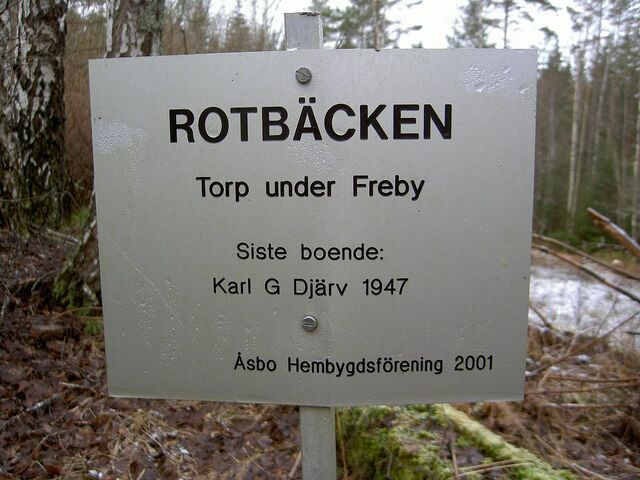 ROTBÄCKEN
Torp under Freby
Siste boende:
Karl G Djärv 1947
Åsbo Hembygdsförening 2001